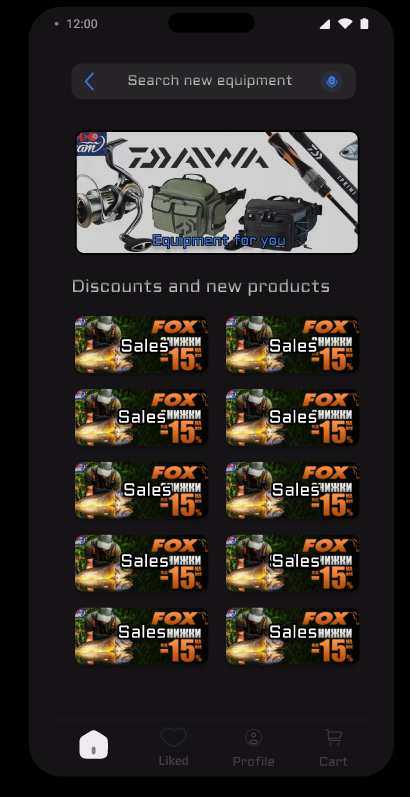 12:00
Search new equipment
am
DAIWA
Equipment for you
Discounts and new products
FOX FOX
Sales Sales
НИЖКИ НИЖКИ
-15% -15%
FOX FOX
Sales Sales
НИЖКИ НИЖКИ
-15% -15%
FOX FOX
Sales Sales
НИЖКИ НИЖКИ
-15% -15%
FOX FOX
Sales Sales
НИЖКИ НИЖКИ
-15% -15%
FOX FOX
Sales Sales
НИЖКИ НИЖКИ
-15% -15%
Liked Profile Cart